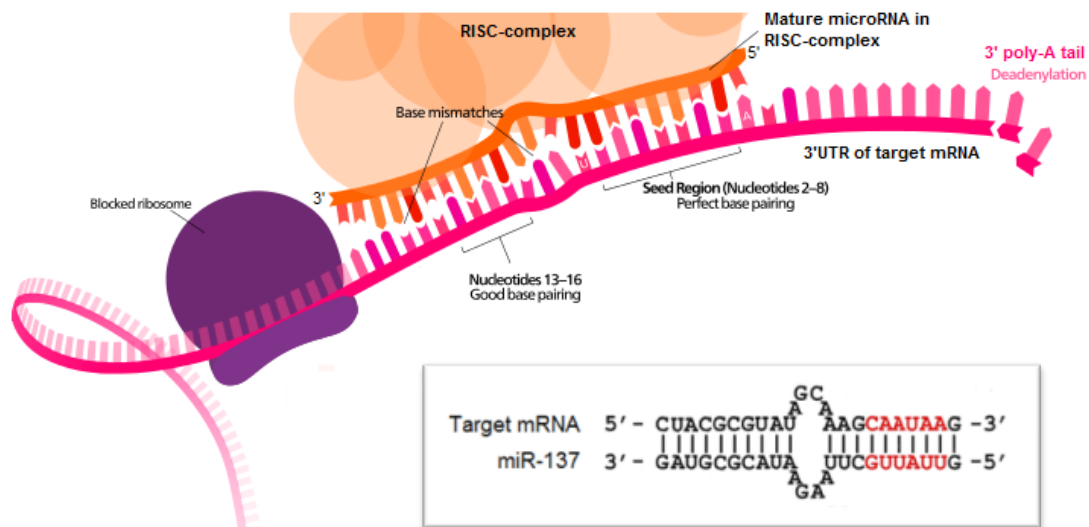 RISC-complex
Mature microRNA in
RISC-complex
5'
3' poly-A tail
Deadenylation
Base mismatches
A
U
3'UTR of target mRNA
3'
Seed Region (Nucleotides 2–8)
Perfect base pairing
Blocked ribosome
Nucleotides 13–16
Good base pairing
GC
A A
Target mRNA 5′ – CUACGCGUAU AAGCAAUAAG –3′
miR-137 3′ – GAUGCGCAUA UUCGUUAUUG –5′
A A
GA